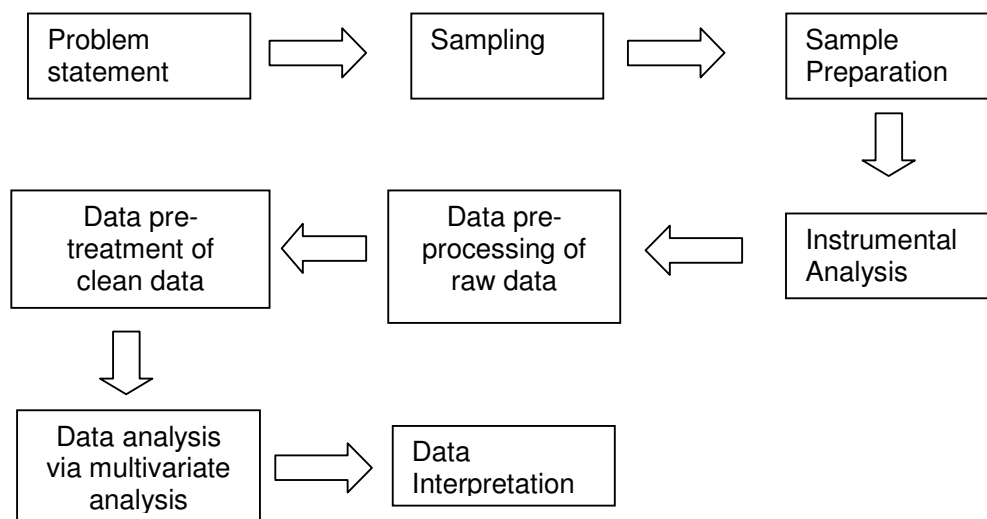 Problem
statement
Sampling
Sample
Preparation
Instrumental
Analysis
Data pre-
processing of
raw data
Data pre-
treatment of
clean data
Data analysis
via multivariate
analysis
Data
Interpretation